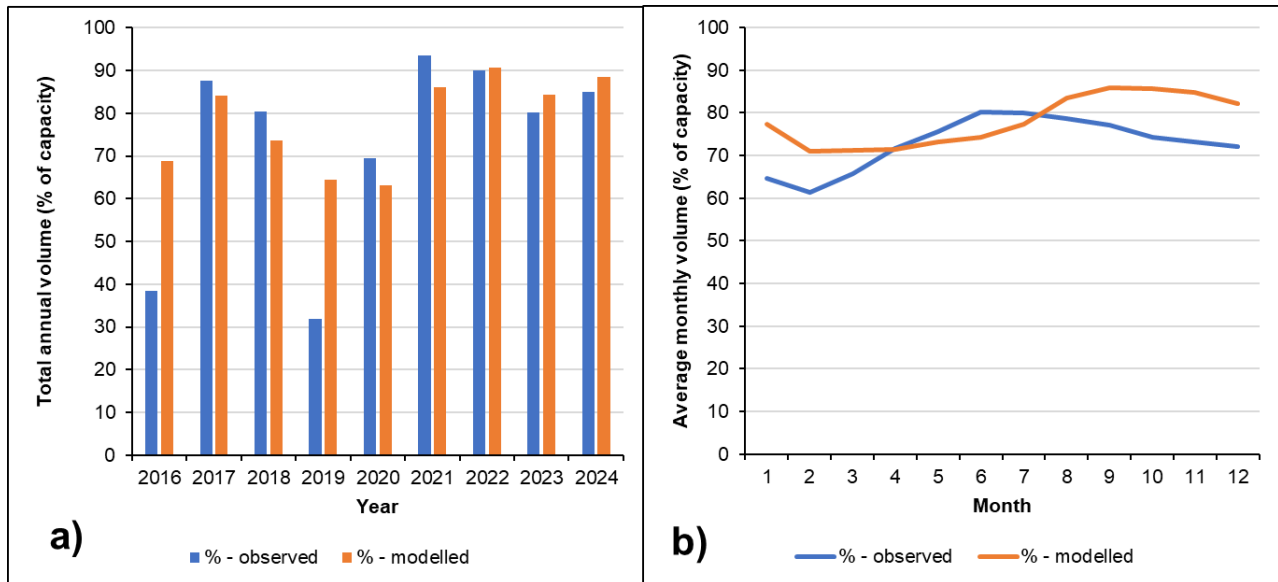 Total annual volume (% of capacity)
100
90
80
70
60
50
40
30
20
10
0
2016 2017 2018 2019 2020 2021 2022 2023 2024
Year
a)
% - observed % - modelled
Average monthly volume (% of capacity)
100
90
80
70
60
50
40
30
20
10
0
1 2 3 4 5 6 7 8 9 10 11 12
Month
b)
% - observed % - modelled